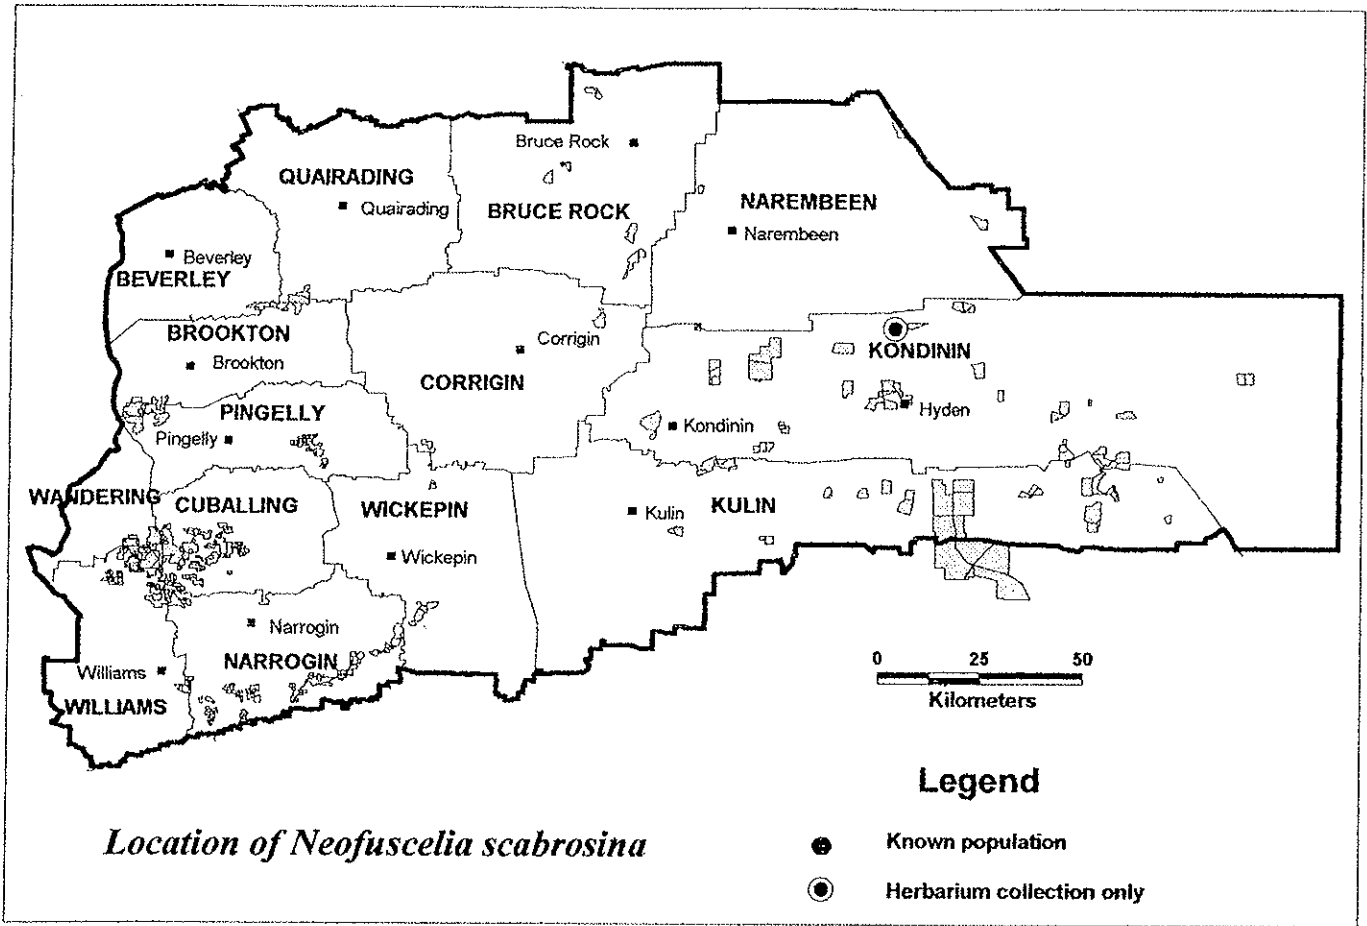 Bruce Rock
QUAIRADING
Quairading
BRUCE ROCK
NAREMBEEN
Narembeen
Beverley
BEVERLEY
BROOKTON
Brookton
Corrigin
CORRIGIN
KONDININ
Hyden
PINGELLY
Pingelly
Kondinin
WANDERING
CUBALLING
WICKEPIN
Wickepin
Kulin
KULIN
Narrogin
NARROGIN
Williams
WILLIAMS
0 25 50
Kilometers
Legend
Location of Neofuscelia scabrosina
Known population
Herbarium collection only